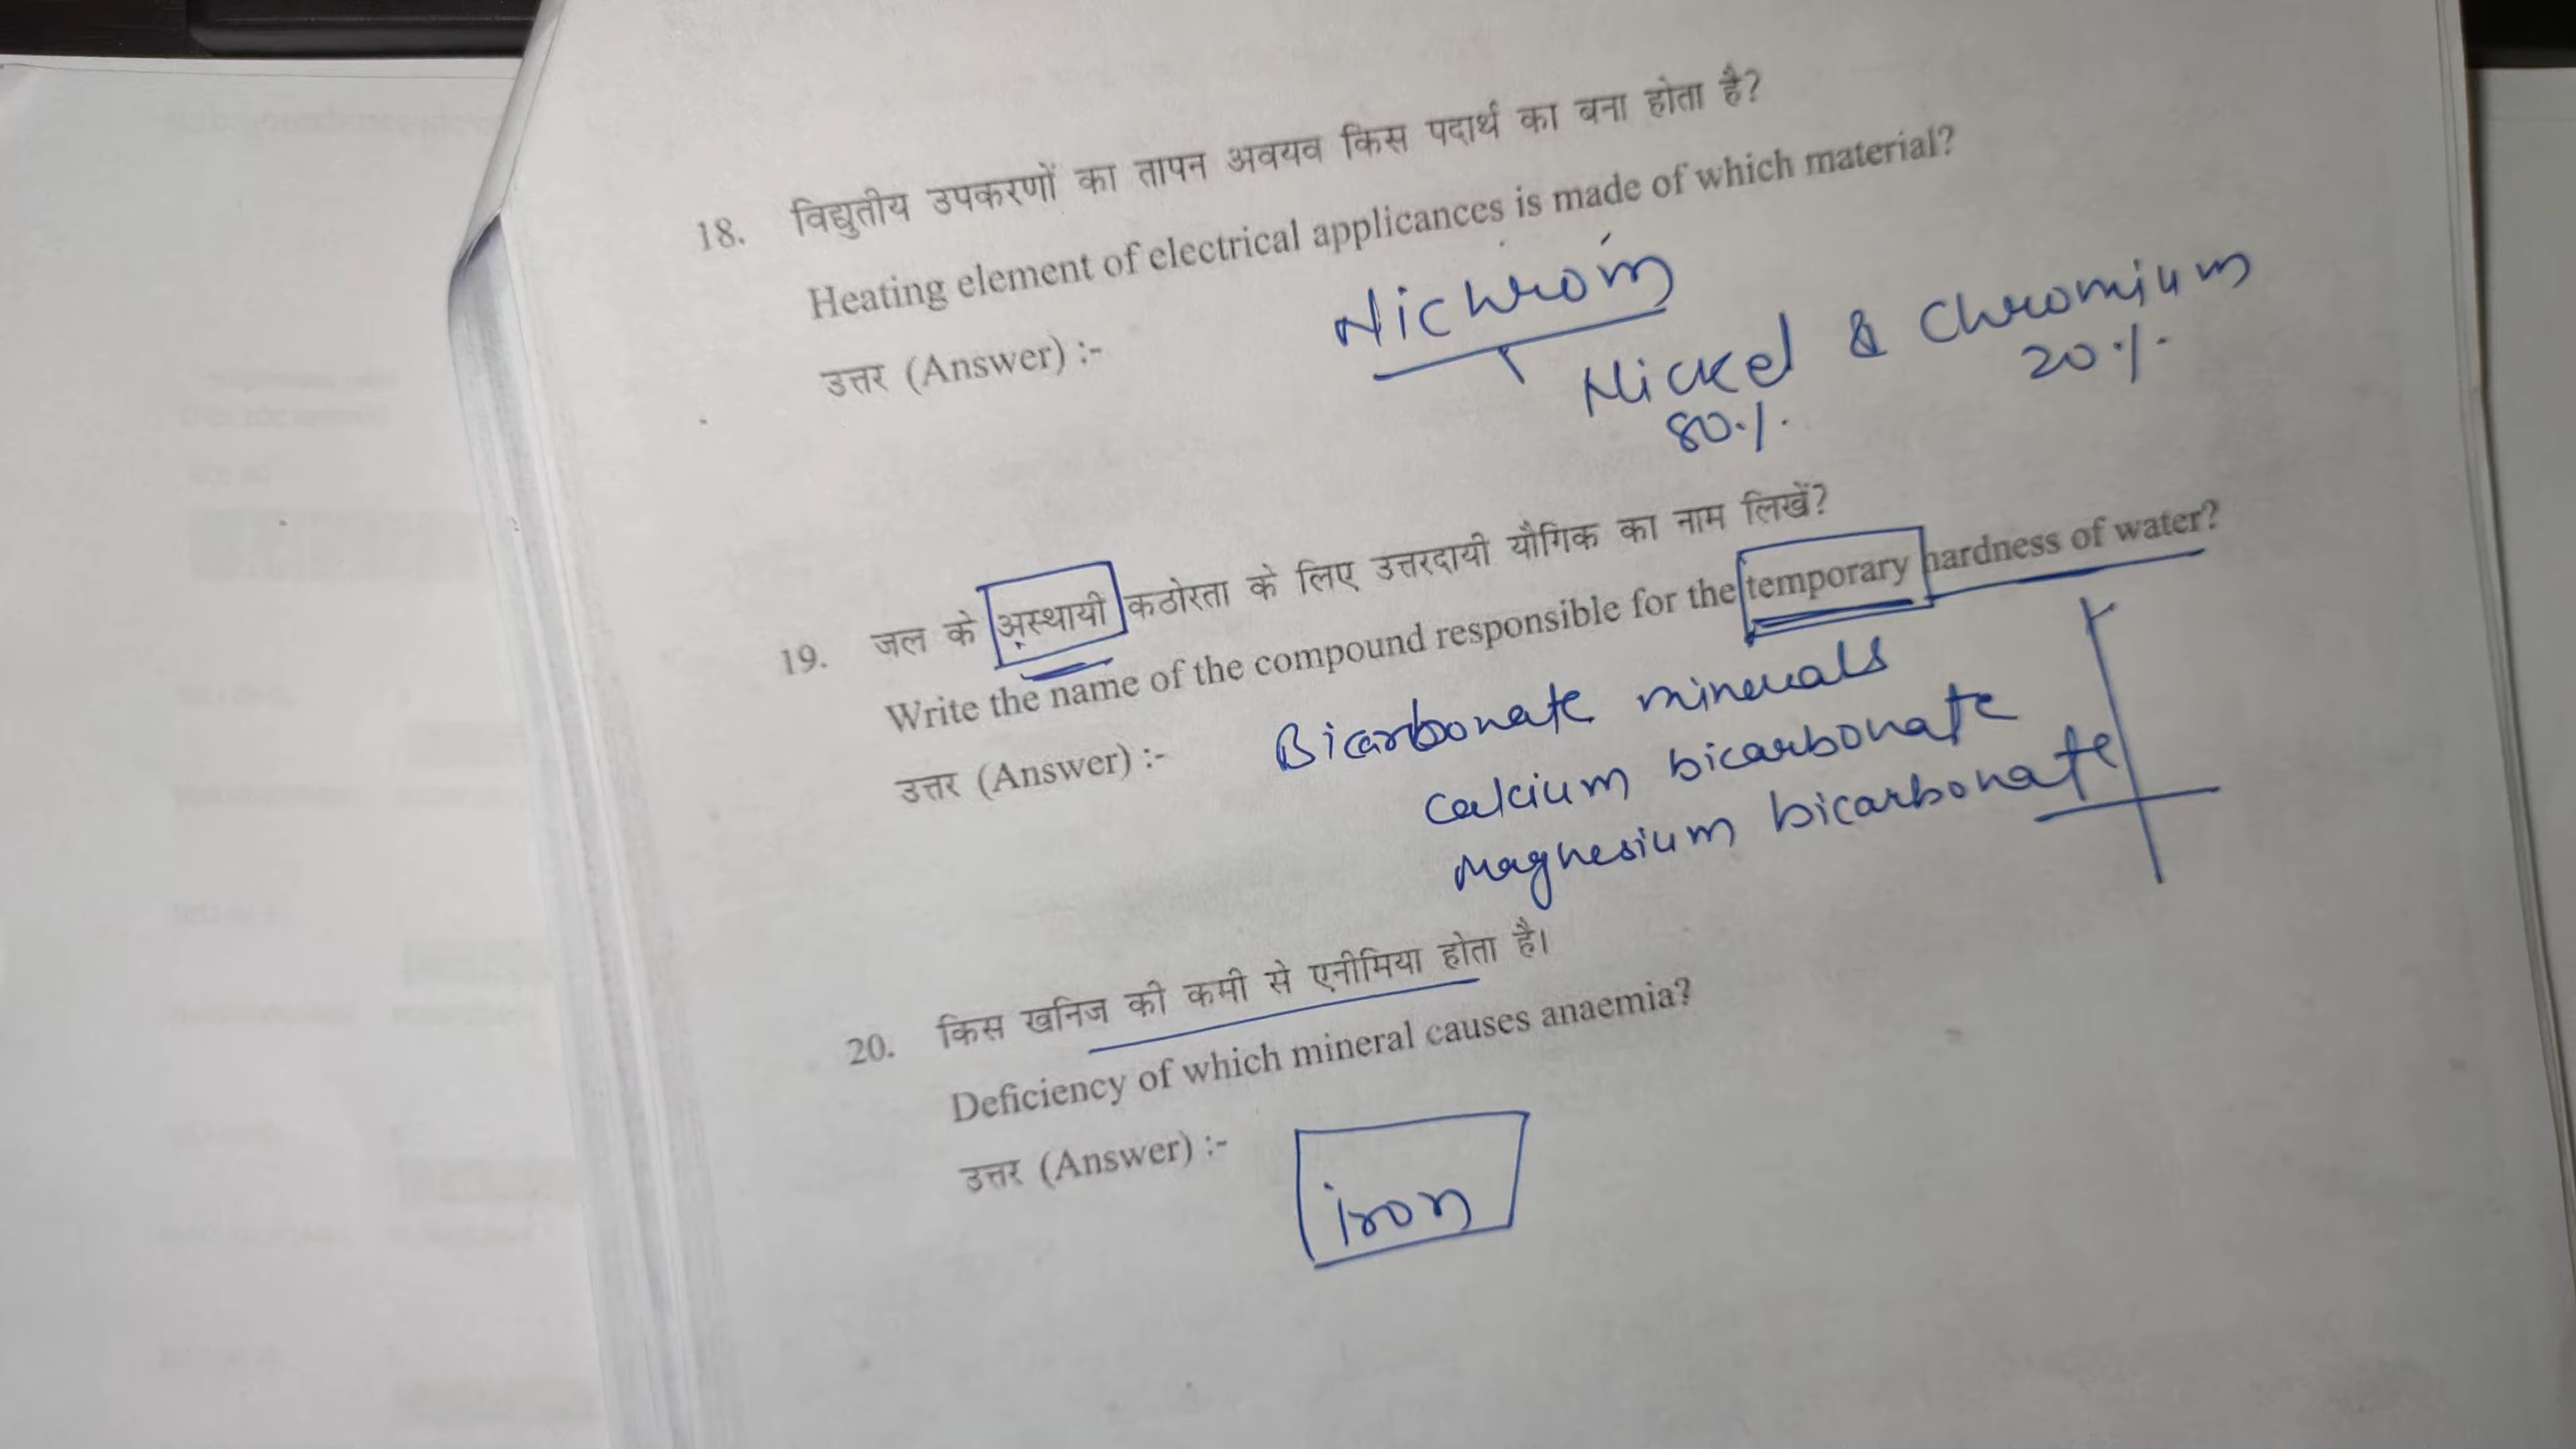 18. विद्युतीय उपकरणों का तापन अवयव किस पदार्थ का बना होता है?
Heating element of electrical applicances is made of which material?
उत्तर (Answer) :-
Nichrom
Nickel & Chromium
80% 20%
19. जल के अस्थायी कठोरता के लिए उत्तरदायी यौगिक का नाम लिखें?
Write the name of the compound responsible for the temporary hardness of water?
उत्तर (Answer) :- Bicarbonate minerals
calcium bicarbonate
magnesium bicarbonate
20. किस खनिज की कमी से एनीमिया होता है।
Deficiency of which mineral causes anaemia?
उत्तर (Answer) :-
iron